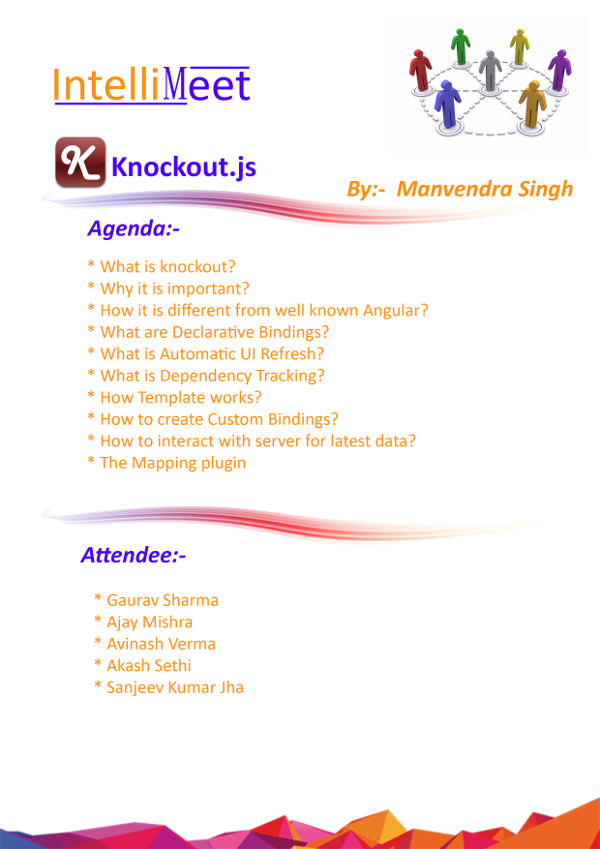 IntelliMeet
K Knockout.js
By:- Manvendra Singh
Agenda:-
* What is knockout?
* Why it is important?
* How it is different from well known Angular?
* What are Declarative Bindings?
* What is Automatic UI Refresh?
* What is Dependency Tracking?
* How Template works?
* How to create Custom Bindings?
* How to interact with server for latest data?
* The Mapping plugin
Attendee:-
* Gaurav Sharma
* Ajay Mishra
* Avinash Verma
* Akash Sethi
* Sanjeev Kumar Jha